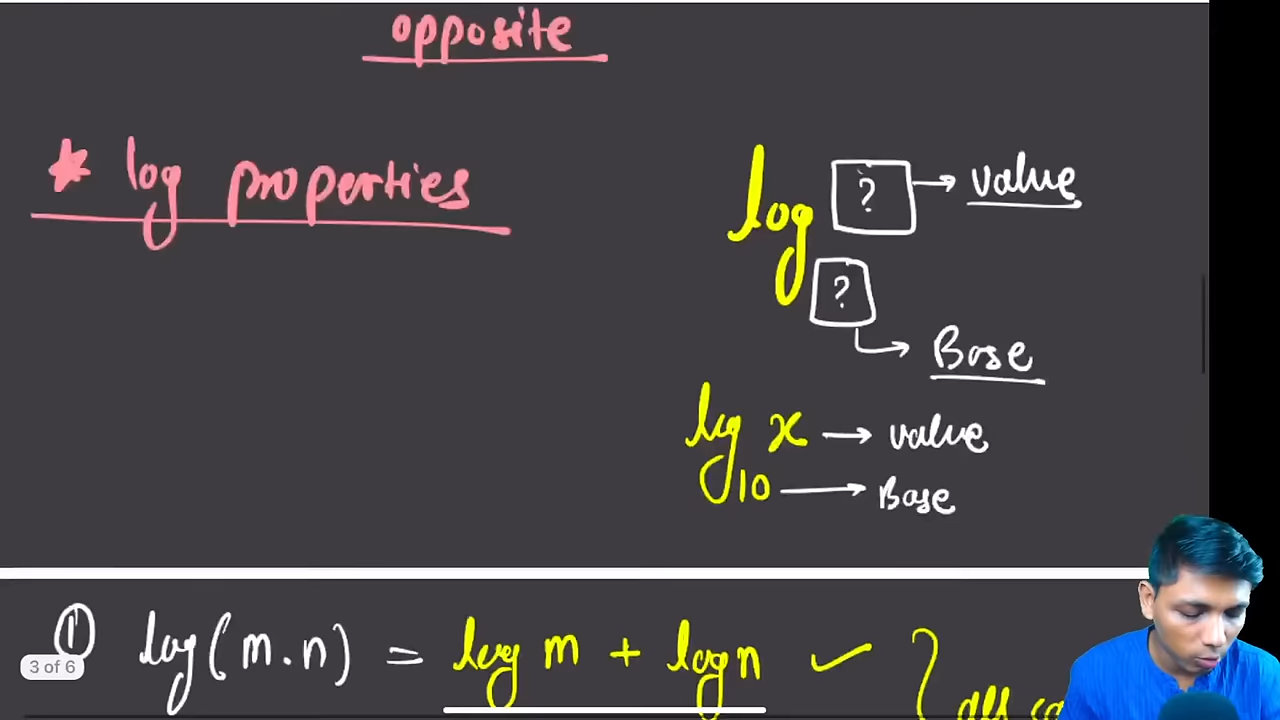 opposite
* log properties
log ? → value
? → Base
log x → value
10 → Base
① log(m.n) = log m + log n ✓
3 of 6